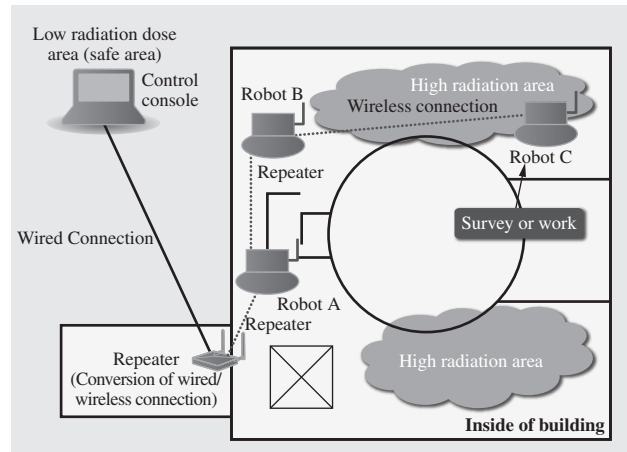 Low radiation dose
area (safe area)
Control
console
Robot B
High radiation area
Wireless connection
Robot C
Repeater
Survey or work
Wired Connection
Robot A
Repeater
Repeater
(Conversion of wired/
wireless connection)
High radiation area
Inside of building